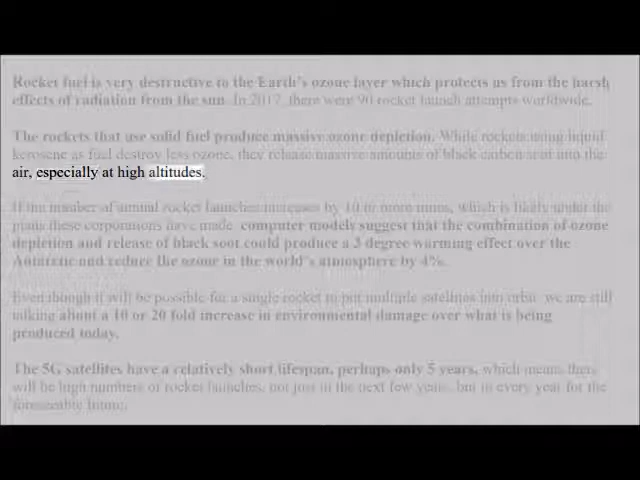 Rocket fuel is very destructive to the Earth's ozone layer which protects us from the harsh
effects of radiation from the sun. In 2017, there were 90 rocket launch attempts worldwide.
The rockets that use solid fuel produce massive ozone depletion. While rockets using liquid
kerosene as fuel destroy less ozone, they release massive amounts of black carbon soot into the
air, especially at high altitudes.
If the number of annual rocket launches increases by 10 or more times, which is likely under the
plans these corporations have made, computer models suggest that the combination of ozone
depletion and release of black soot could produce a 3 degree warming effect over the
Antarctic and reduce the ozone in the world's atmosphere by 4%.
Even though it will be possible for a single rocket to put multiple satellites into orbit, we are still
talking about a 10 or 20 fold increase in environmental damage over what is being
produced today.
The 5G satellites have a relatively short lifespan, perhaps only 5 years, which means there
will be high numbers of rocket launches, not just in the next few years, but in every year for the
foreseeable future.